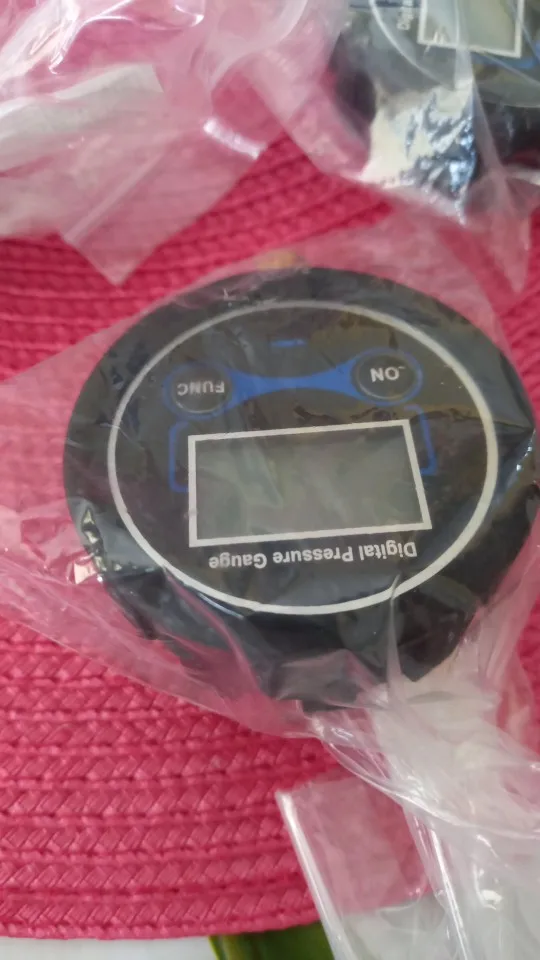 Digital Pressure Gauge
ON
FUNC